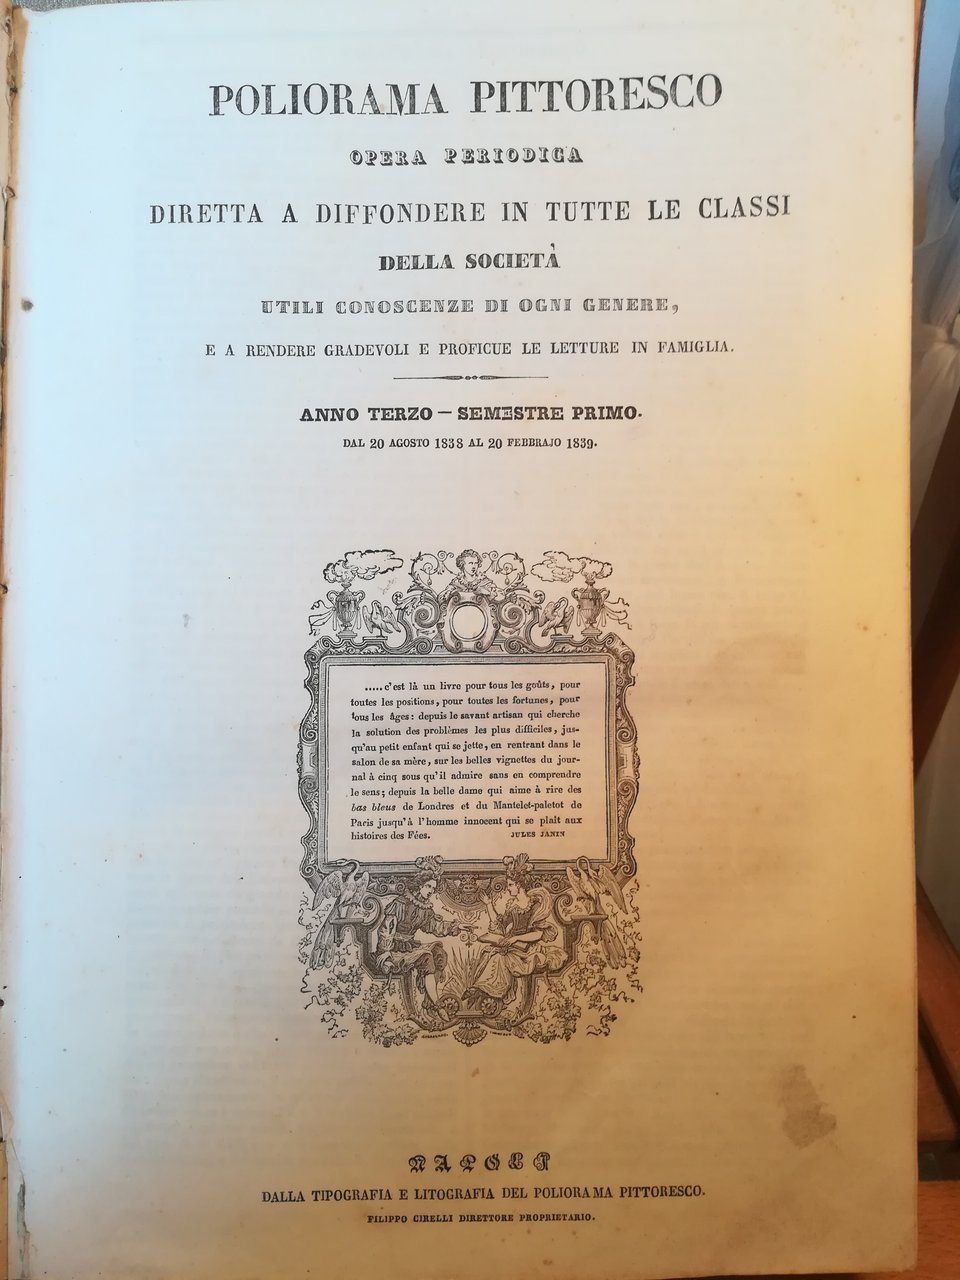 POLIORAMA PITTORESCO
OPERA PERIODICA
DIRETTA A DIFFONDERE IN TUTTE LE CLASSI
DELLA SOCIETÀ
UTILI CONOSCENZE DI OGNI GENERE,
E A RENDERE GRADEVOLI E PROFICUE LE LETTURE IN FAMIGLIA.
ANNO TERZO — SEMESTRE PRIMO.
DAL 20 AGOSTO 1838 AL 20 FEBBRAJO 1839.
.....c'est là un livre pour tous les goûts, pour
toutes les positions, pour toutes les fortunes, pour
tous les âges: depuis le savant artisan qui cherche
la solution des problèmes les plus difficiles, jus-
qu'au petit enfant qui se jette, en rentrant dans le
salon de sa mère, sur les belles vignettes du jour-
nal à cinq sous qu'il admire sans en comprendre
le sens; depuis la belle dame qui aime à rire des
bas bleus de Londres et du Mantelet-paletot de
Paris jusqu'à l'homme innocent qui se plaît aux
histoires des Fées. JULES JANIN
NAPOLI
DALLA TIPOGRAFIA E LITOGRAFIA DEL POLIORAMA PITTORESCO.
FILIPPO CIRELLI DIRETTORE PROPRIETARIO.